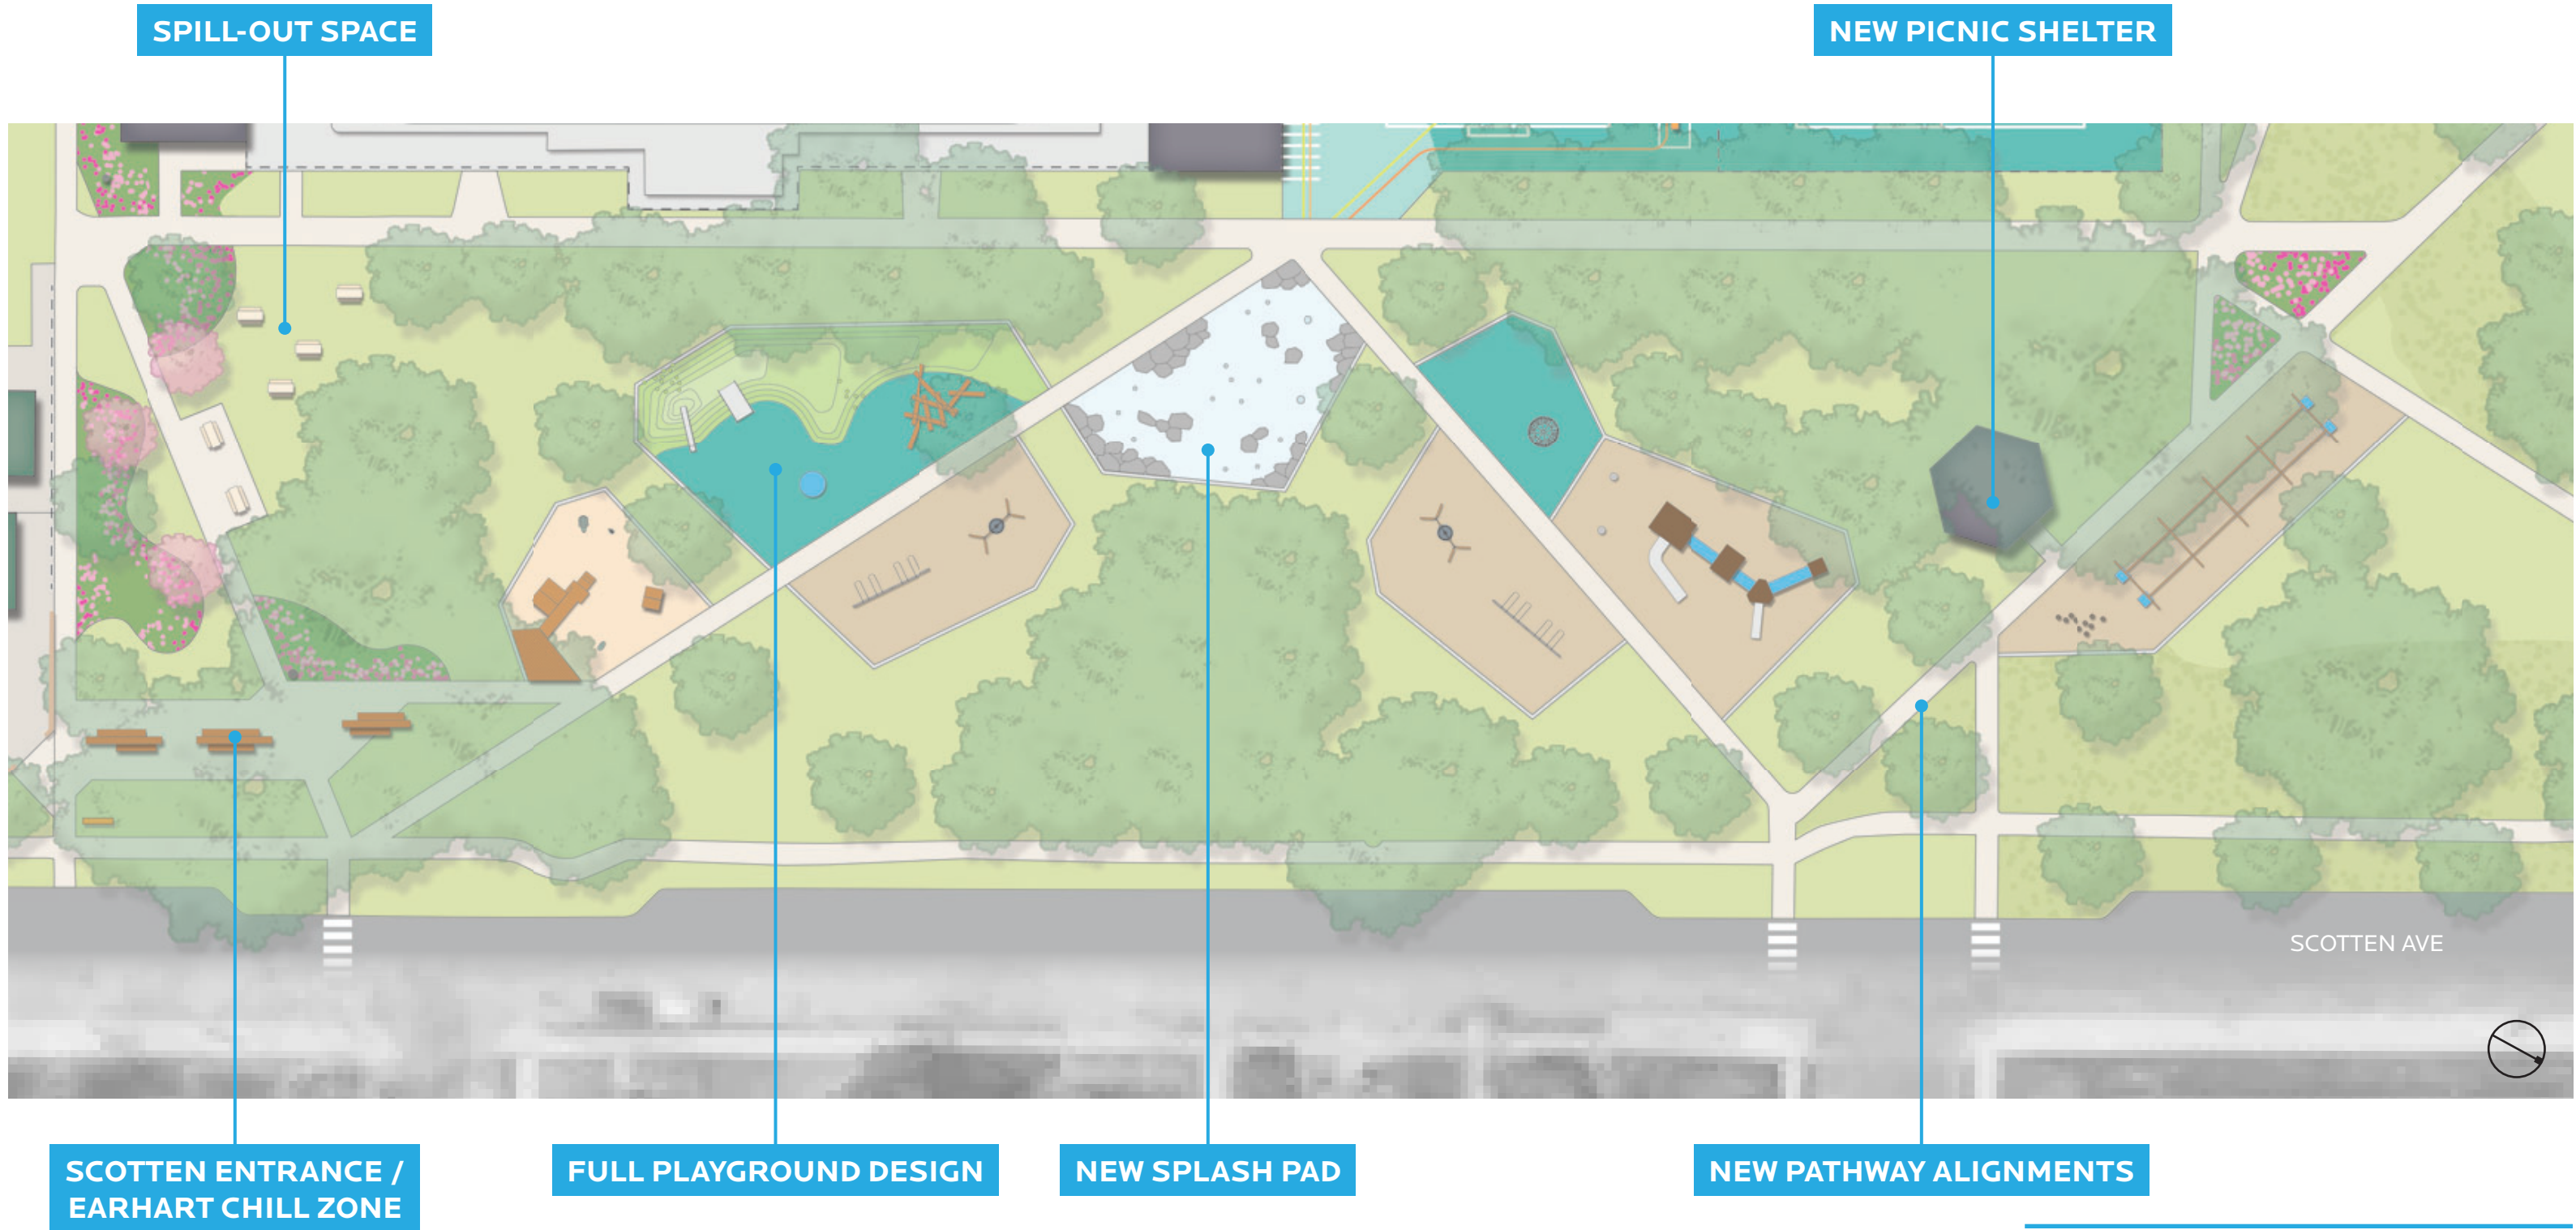 SPILL-OUT SPACE
NEW PICNIC SHELTER
SCOTTEN AVE
SCOTTEN ENTRANCE /
EARHART CHILL ZONE
FULL PLAYGROUND DESIGN
NEW SPLASH PAD
NEW PATHWAY ALIGNMENTS